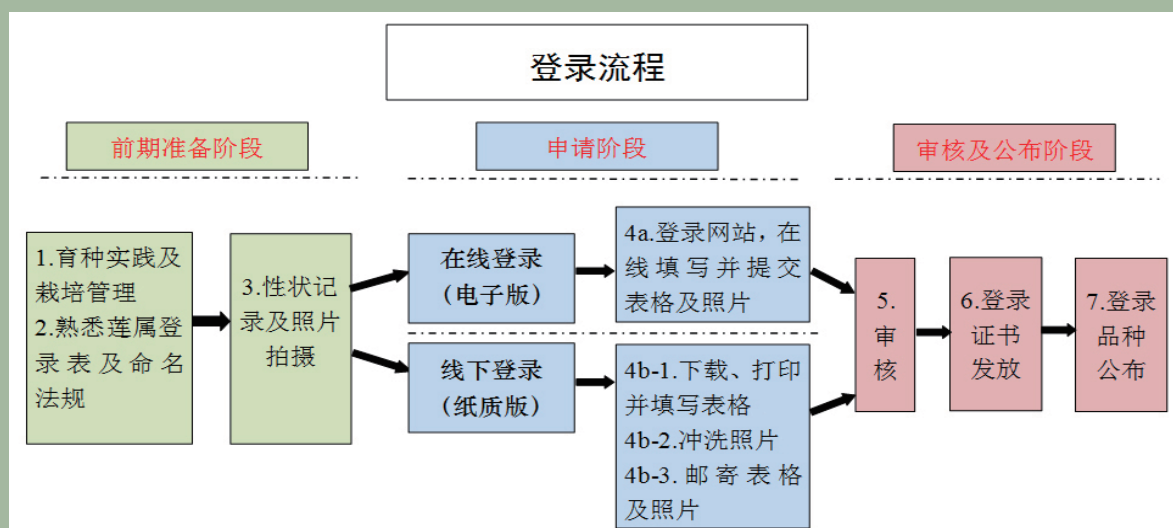 登录流程
前期准备阶段
申请阶段
审核及公布阶段
1.育种实践及
栽培管理
2.熟悉莲属登
录表及命名
法规
3.性状记
录及照片
拍摄
在线登录
(电子版)
4a.登录网站,在
线填写并提交
表格及照片
线下登录
(纸质版)
4b-1.下载、打印
并填写表格
4b-2.冲洗照片
4b-3.邮寄表格
及照片
5.
审
核
6.登录
证书
发放
7.登录
品种
公布